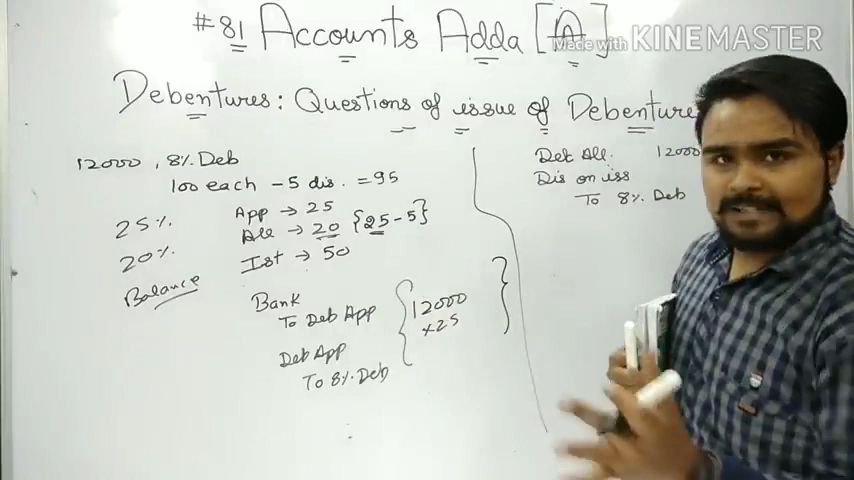 #81 Accounts Adda [A]
Made with KINEMASTER
Debentures: Questions of issue of Debenture
12000, 8% Deb
100 each - 5 dis. = 95
25% App → 25
20% All → 20 {25-5}
Balance Ist → 50
Bank
To Deb App
12000
×25
Deb App
To 8% Deb
Deb All. 12000
Dis on iss
To 8% Deb